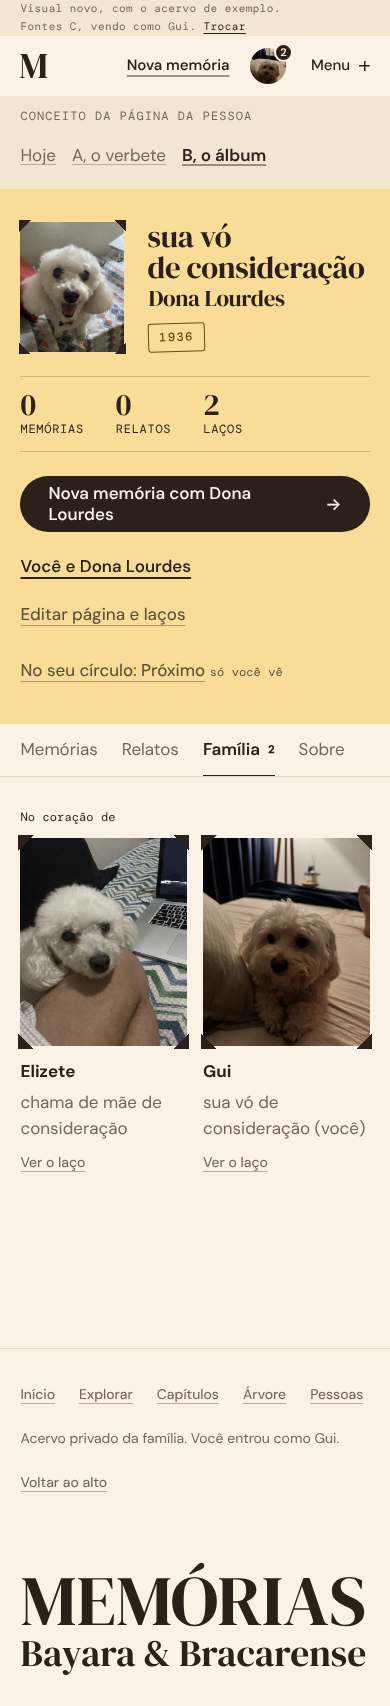 Visual novo, com o acervo de exemplo.
Fontes C, vendo como Gui. Trocar
M
Nova memória
2
Menu +
CONCEITO DA PÁGINA DA PESSOA
Hoje A, o verbete B, o álbum
sua vó
de consideração
Dona Lourdes
1936
0 0 2
MEMÓRIAS RELATOS LAÇOS
Nova memória com Dona
Lourdes →
Você e Dona Lourdes
Editar página e laços
No seu círculo: Próximo só você vê
Memórias Relatos Família 2 Sobre
No coração de
Elizete
chama de mãe de
consideração
Ver o laço
Gui
sua vó de
consideração (você)
Ver o laço
Início Explorar Capítulos Árvore Pessoas
Acervo privado da família. Você entrou como Gui.
Voltar ao alto
MEMÓRIAS
Bayara & Bracarense